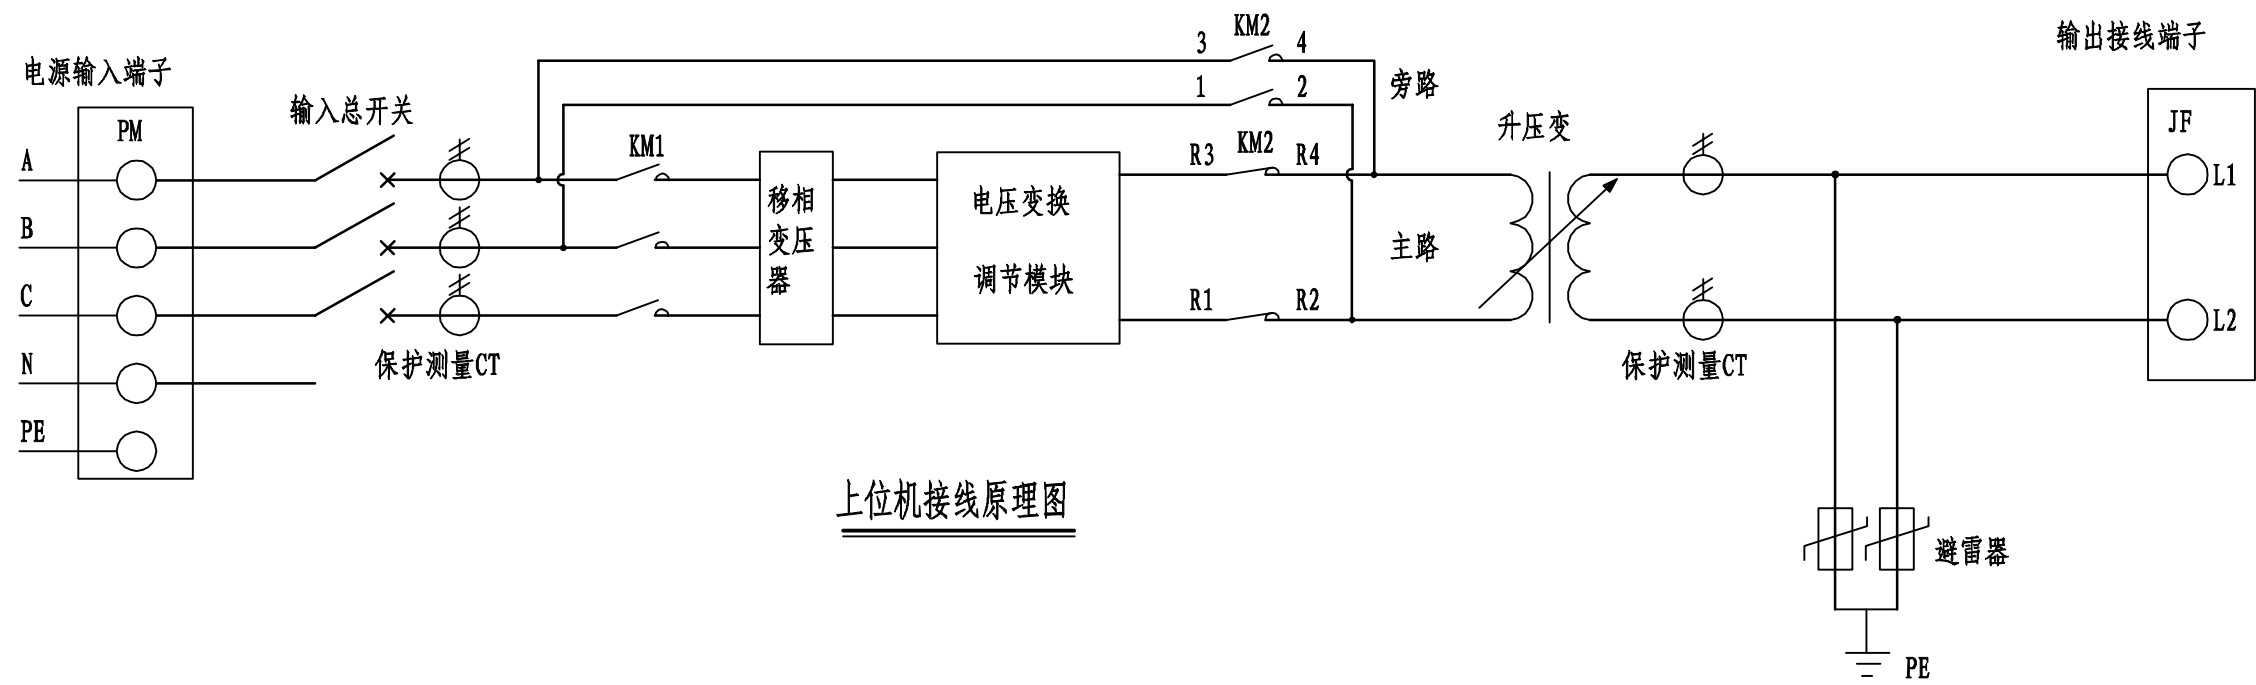 电源输入端子
PM
A
B
C
N
PE
输入总开关
保护测量CT
KM1
移相
变压
器
电压变换
调节模块
3 KM2 4
1 2
旁路
R3 KM2 R4
主路
R1 R2
升压变
保护测量CT
输出接线端子
JF
L1
L2
避雷器
PE
上位机接线原理图